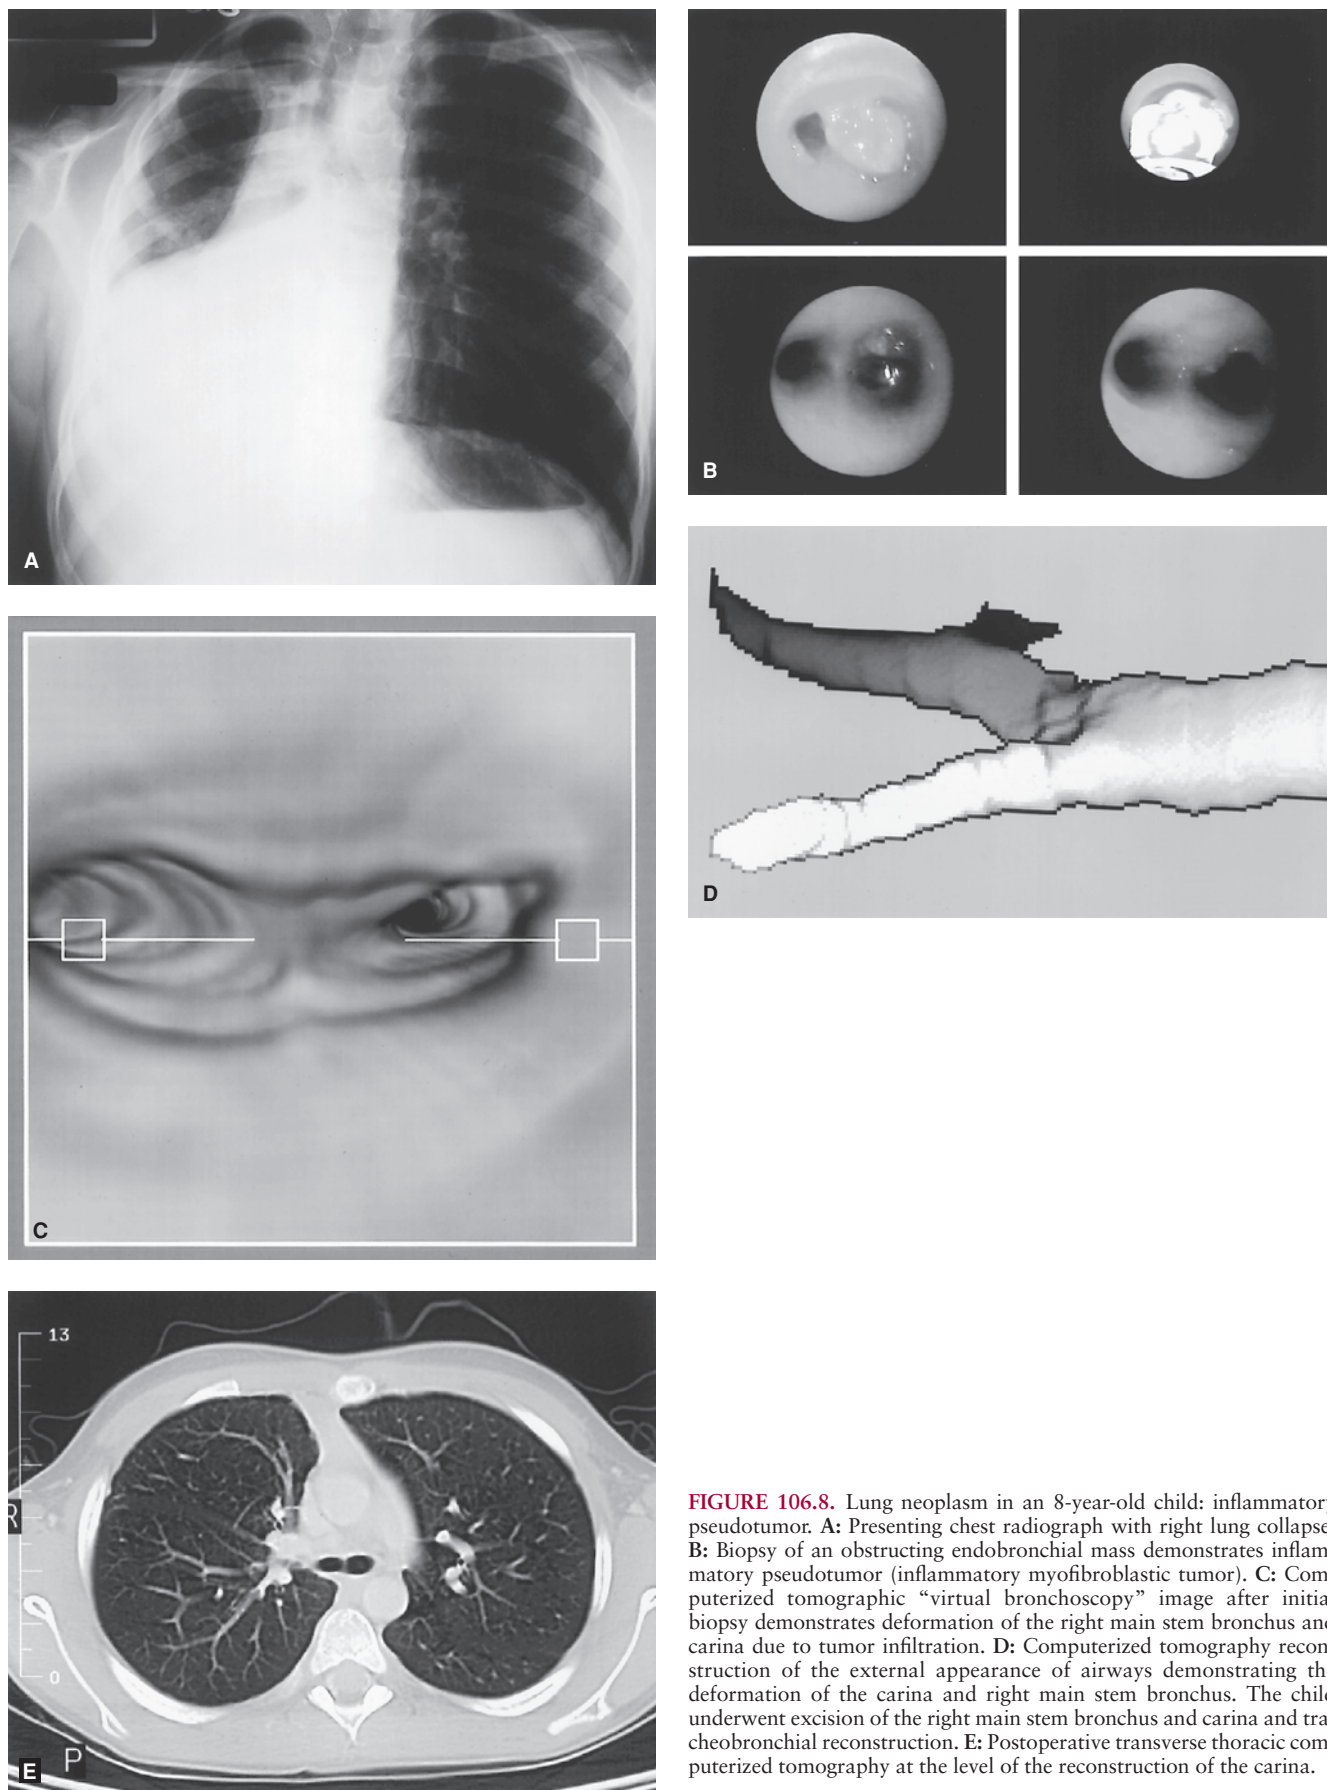 A
B
C
D
13
R
0
E
P
FIGURE 106.8. Lung neoplasm in an 8-year-old child: inflammator
pseudotumor. A: Presenting chest radiograph with right lung collapse
B: Biopsy of an obstructing endobronchial mass demonstrates inflam
matory pseudotumor (inflammatory myofibroblastic tumor). C: Com
puterized tomographic “virtual bronchoscopy” image after initia
biopsy demonstrates deformation of the right main stem bronchus and
carina due to tumor infiltration. D: Computerized tomography recon
struction of the external appearance of airways demonstrating th
deformation of the carina and right main stem bronchus. The chil
underwent excision of the right main stem bronchus and carina and tra
cheobronchial reconstruction. E: Postoperative transverse thoracic com
puterized tomography at the level of the reconstruction of the carina.